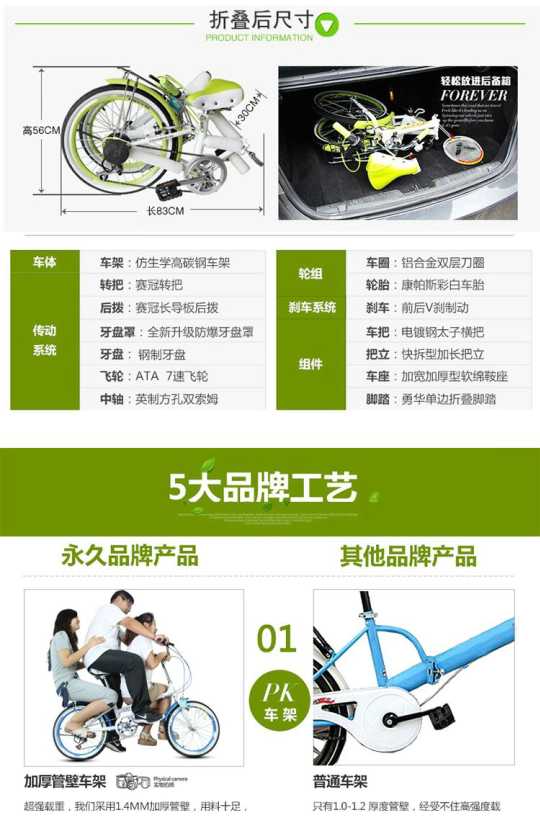 折叠后尺寸
PRODUCT INFORMATION
高56CM
30CM
长83CM
轻松放进后备箱
FOREVER
车体
车架：仿生学高碳钢车架
传动
系统
转把：赛冠转把
后拨：赛冠长导板后拨
牙盘罩：全新升级防爆牙盘罩
牙盘：钢制牙盘
飞轮：ATA 7速飞轮
中轴：英制方孔双索姆
轮组
车圈：铝合金双层刀圈
轮胎：康帕斯彩白车胎
刹车系统
刹车：前后V刹制动
组件
车把：电镀钢太子横把
把立：快拆型加长把立
车座：加宽加厚型软绵鞍座
脚踏：勇华单边折叠脚踏
5大品牌工艺
永久品牌产品
其他品牌产品
01
PK
车架
加厚管壁车架
Physical camera
实物拍摄
普通车架
超强载重，我们采用1.4MM加厚管壁，用料十足，
只有1.0-1.2 厚度管壁，经受不住高强度载